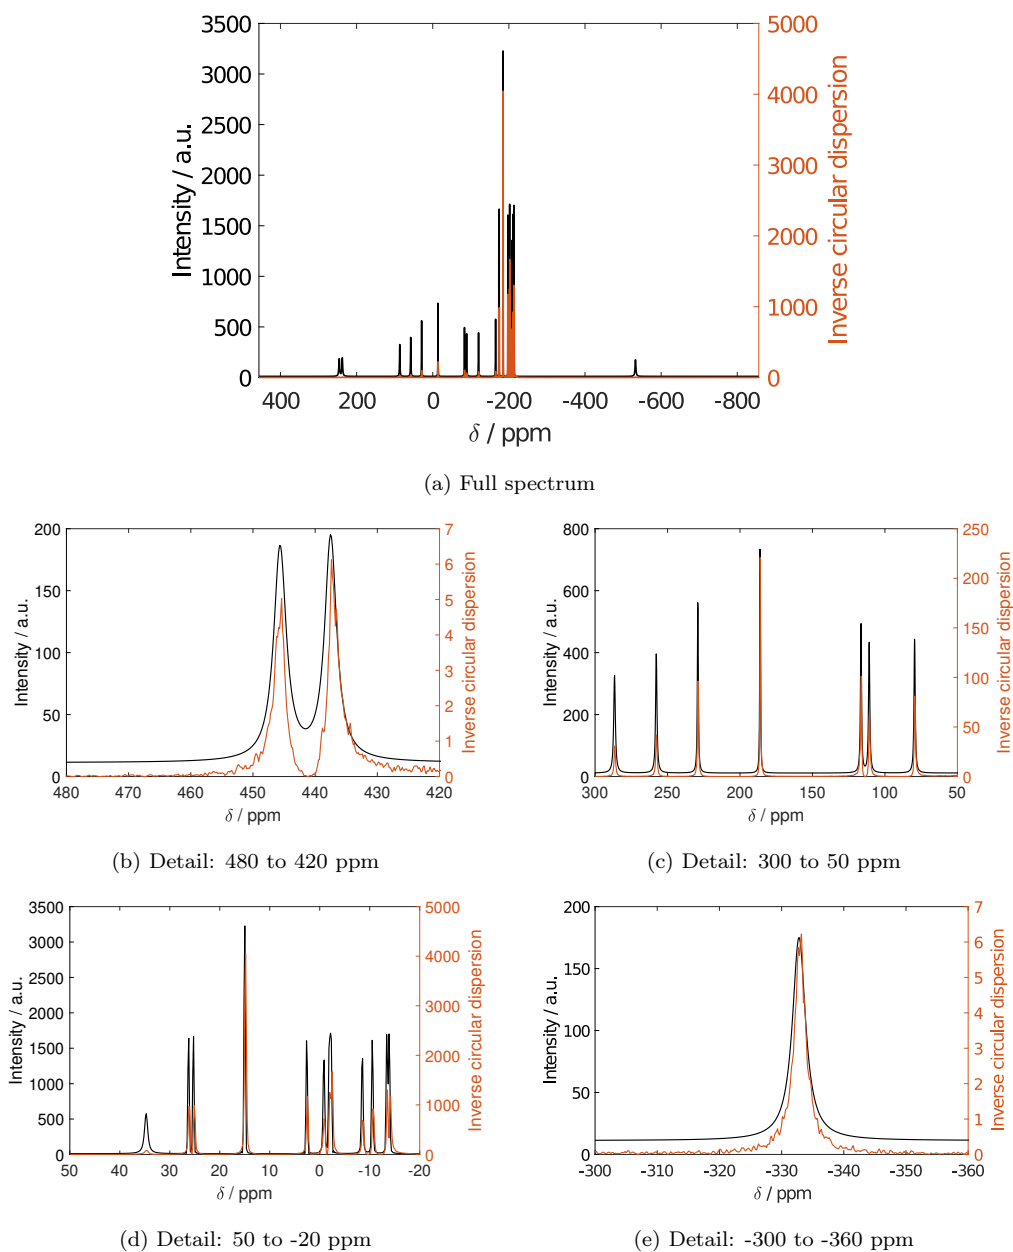 3500
3000
2500
2000
1500
1000
500
0
5000
4000
3000
2000
1000
0
400 200 0 -200 -400 -600 -800
Intensity / a.u.
Inverse circular dispersion
δ / ppm
(a) Full spectrum
200
150
100
50
0
7
6
5
4
3
2
1
0
480 470 460 450 440 430 420
Intensity / a.u.
Inverse circular dispersion
δ / ppm
(b) Detail: 480 to 420 ppm
800
600
400
200
0
250
200
150
100
50
0
300 250 200 150 100 50
Intensity / a.u.
Inverse circular dispersion
δ / ppm
(c) Detail: 300 to 50 ppm
3500
3000
2500
2000
1500
1000
500
0
5000
4000
3000
2000
1000
0
50 40 30 20 10 0 -10 -20
Intensity / a.u.
Inverse circular dispersion
δ / ppm
(d) Detail: 50 to -20 ppm
200
150
100
50
0
7
6
5
4
3
2
1
0
-300 -310 -320 -330 -340 -350 -360
Intensity / a.u.
Inverse circular dispersion
δ / ppm
(e) Detail: -300 to -360 ppm